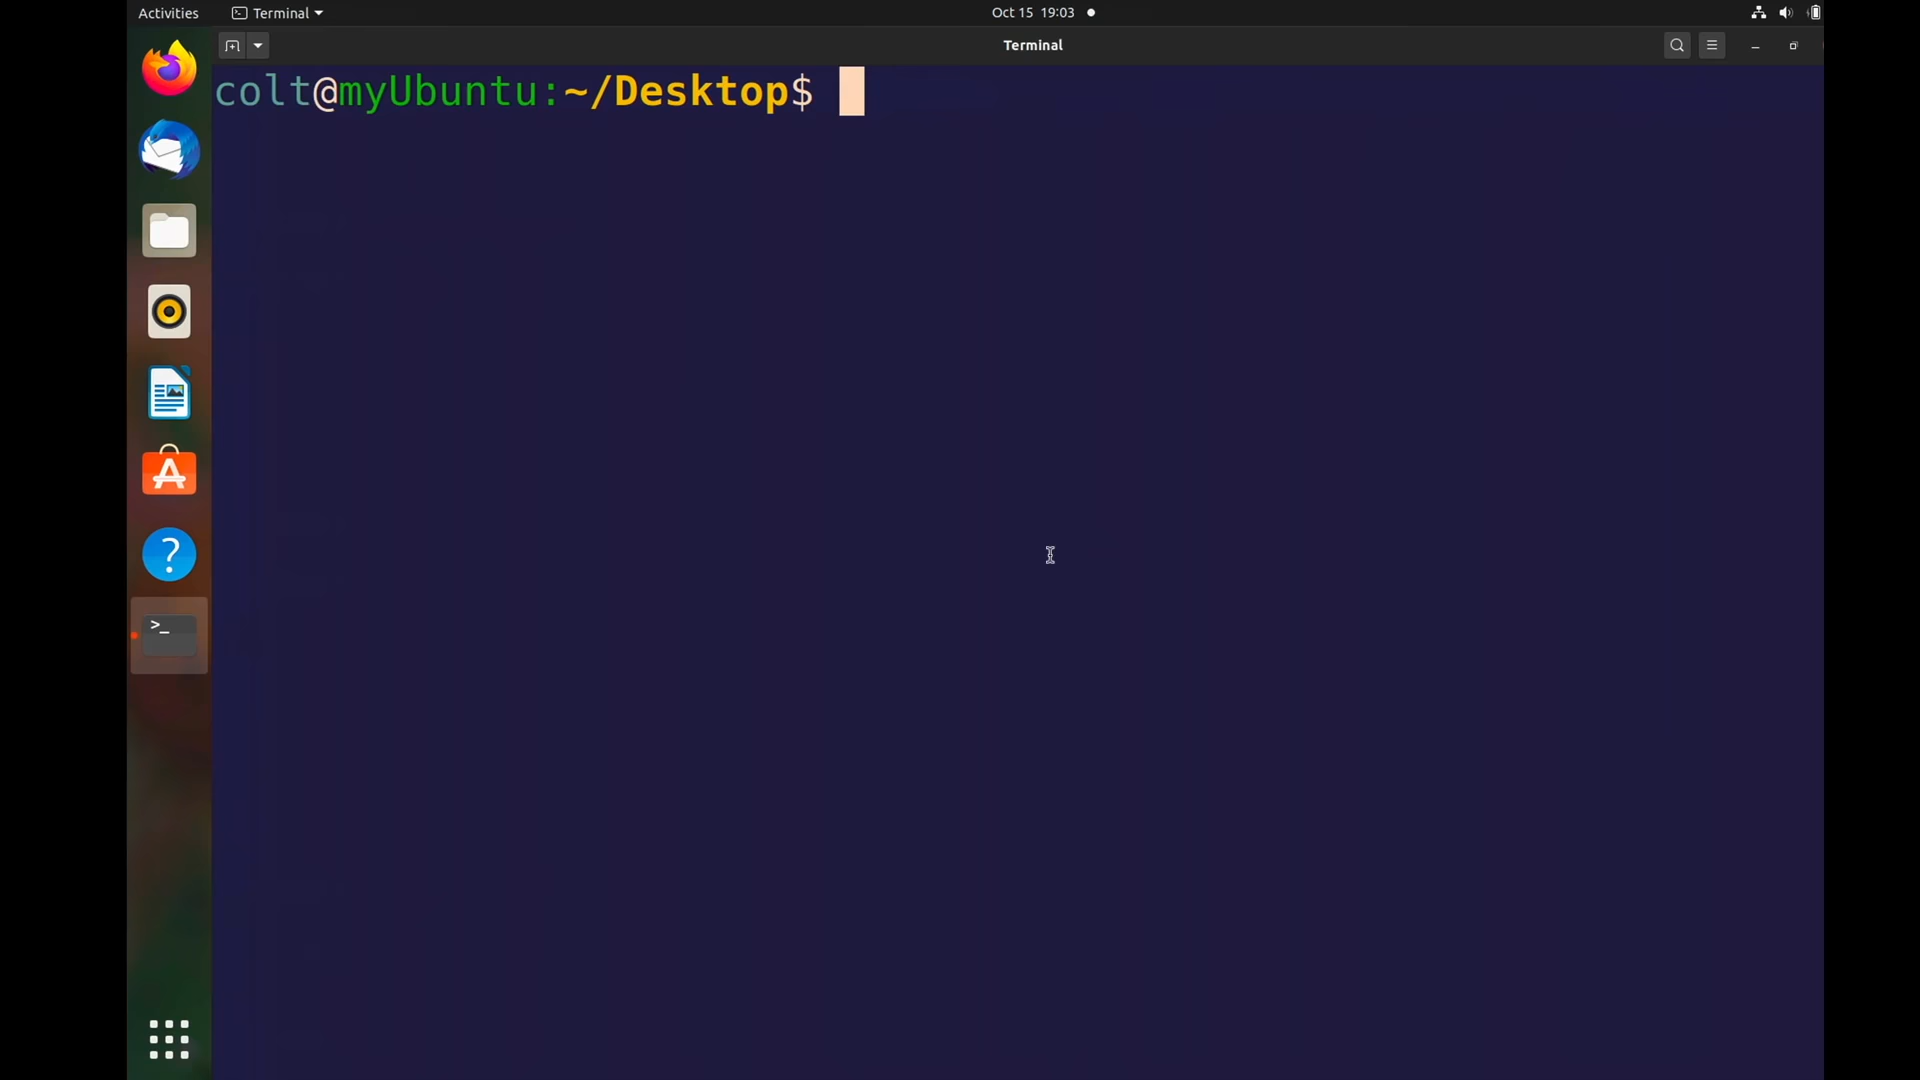 Activities Terminal Oct 15 19:03
Terminal
colt@myUbuntu:~/Desktop$
A
?
>_